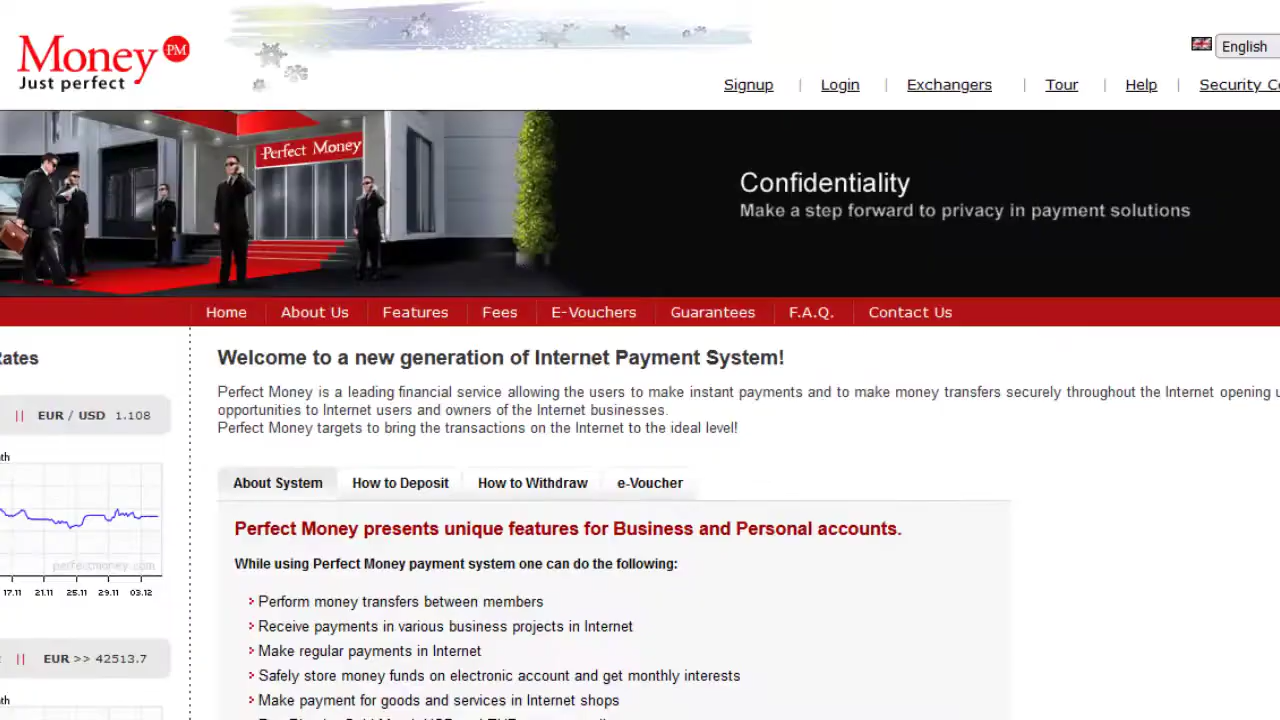 Money PM
Just perfect
English
Signup | Login | Exchangers | Tour | Help | Security
Perfect Money
Confidentiality
Make a step forward to privacy in payment solutions
Home About Us Features Fees E-Vouchers Guarantees F.A.Q. Contact Us
Rates
|| EUR / USD 1.108
perfectmoney.com
17.11 21.11 25.11 29.11 03.12
|| EUR >> 42513.7
Welcome to a new generation of Internet Payment System!
Perfect Money is a leading financial service allowing the users to make instant payments and to make money transfers securely throughout the Internet opening
opportunities to Internet users and owners of the Internet businesses.
Perfect Money targets to bring the transactions on the Internet to the ideal level!
About System How to Deposit How to Withdraw e-Voucher
Perfect Money presents unique features for Business and Personal accounts.
While using Perfect Money payment system one can do the following:
Perform money transfers between members
Receive payments in various business projects in Internet
Make regular payments in Internet
Safely store money funds on electronic account and get monthly interests
Make payment for goods and services in Internet shops